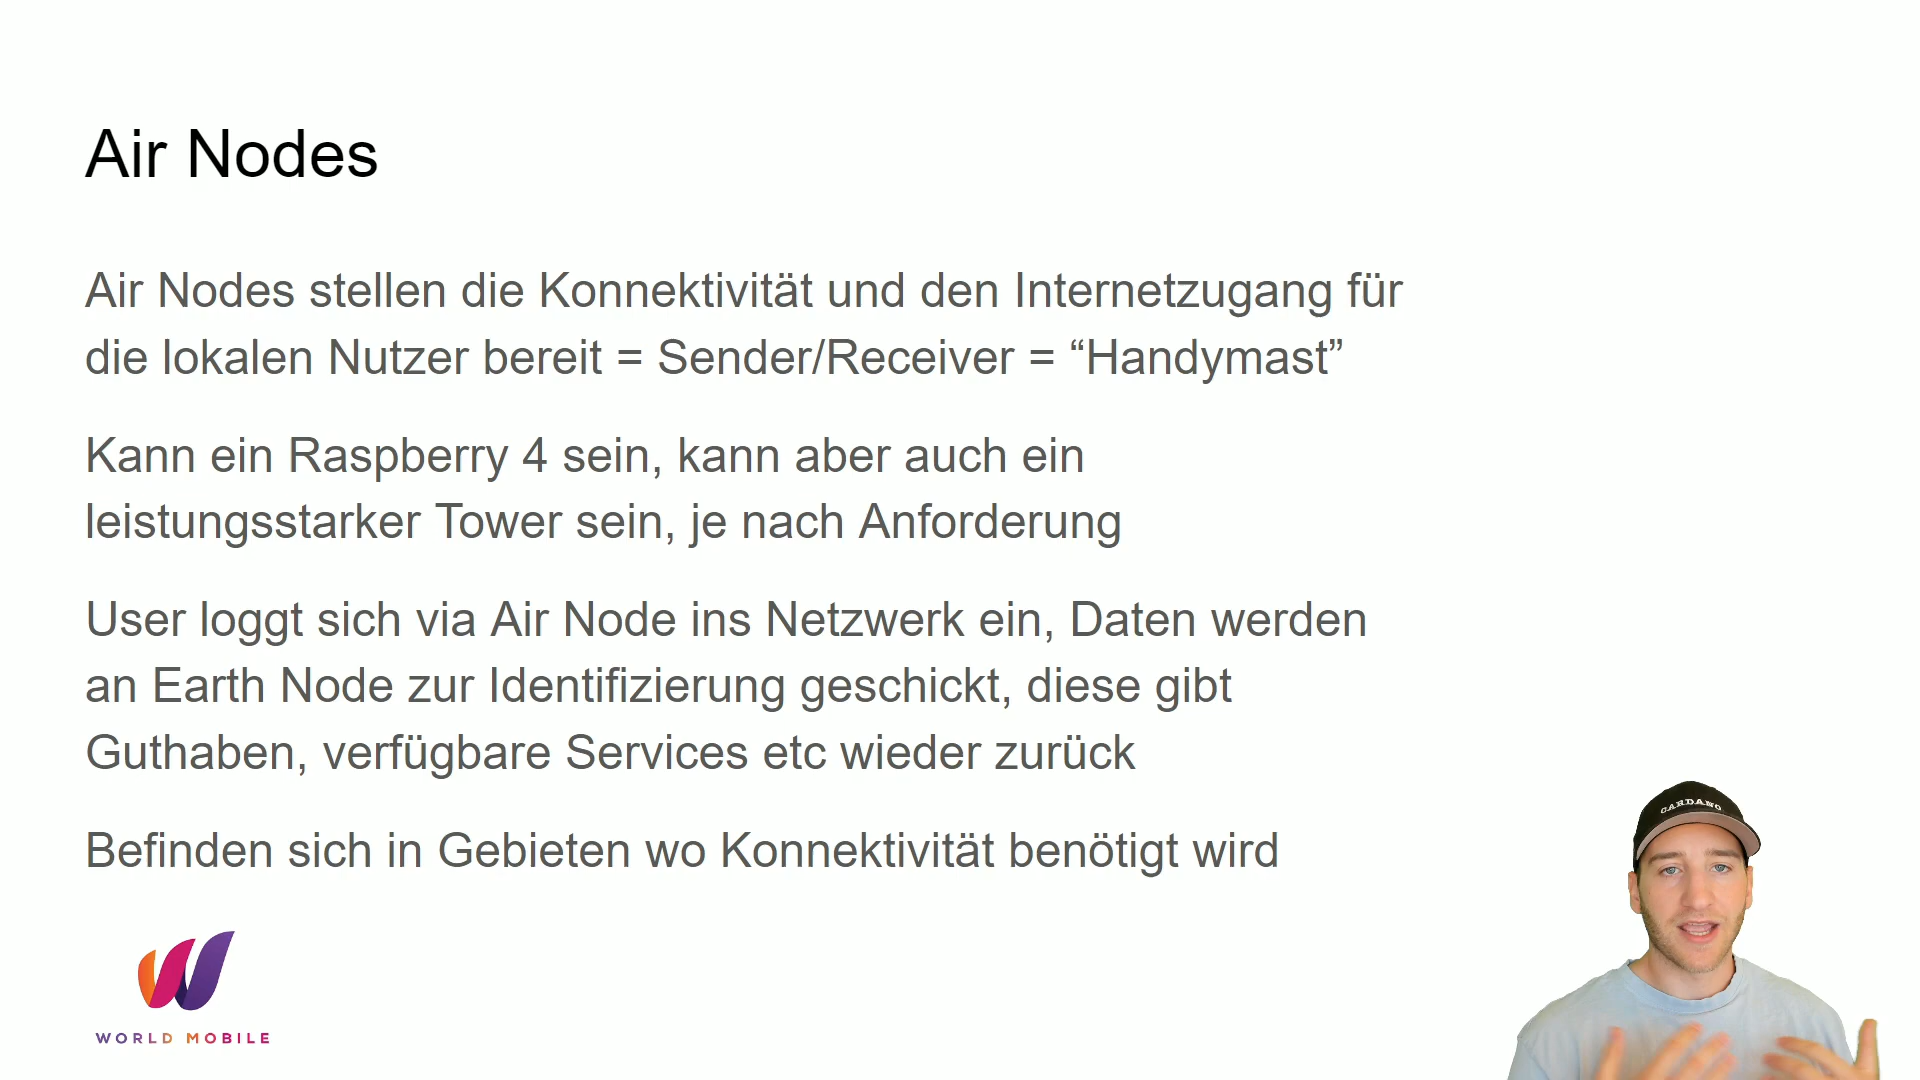 Air Nodes
Air Nodes stellen die Konnektivität und den Internetzugang für
die lokalen Nutzer bereit = Sender/Receiver = “Handymast”
Kann ein Raspberry 4 sein, kann aber auch ein
leistungsstarker Tower sein, je nach Anforderung
User loggt sich via Air Node ins Netzwerk ein, Daten werden
an Earth Node zur Identifizierung geschickt, diese gibt
Guthaben, verfügbare Services etc wieder zurück
Befinden sich in Gebieten wo Konnektivität benötigt wird
CARDANO
WORLD MOBILE